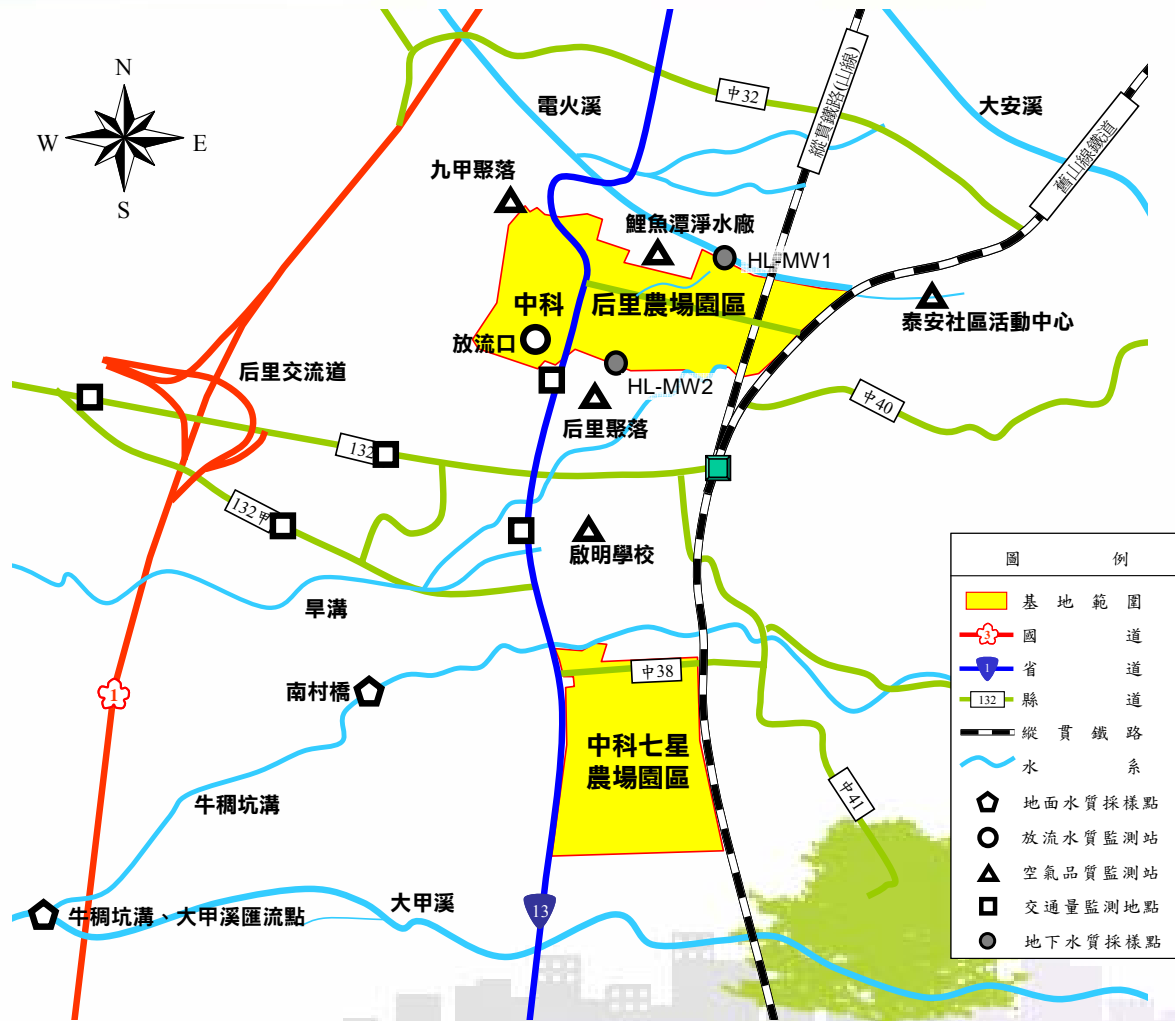 N
W
E
S
中32
縱貫鐵路(山線)
大安溪
舊山線鐵道
電火溪
九甲聚落
鯉魚潭淨水廠
HL-MW1
中科
后里農場園區
泰安社區活動中心
放流口
后里交流道
HL-MW2
后里聚落
中40
132
132甲
啟明學校
旱溝
南村橋
中38
1
中科七星
農場園區
牛稠坑溝
中41
大甲溪
牛稠坑溝、大甲溪匯流點
13
圖 例
基地範圍
3
國道
1
省道
132
縣道
縱貫鐵路
水系
地面水質採樣點
放流水質監測站
空氣品質監測站
交通量監測地點
地下水質採樣點